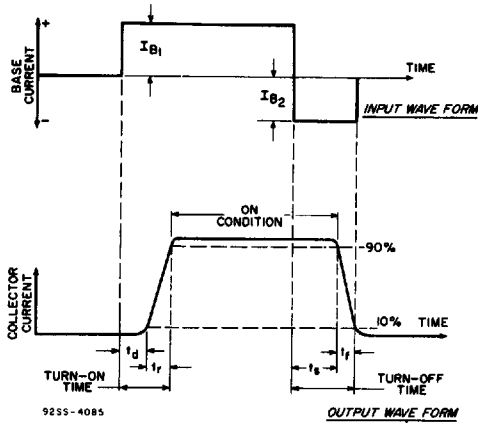 +
I B1
TIME
BASE
CURRENT
I B2
INPUT WAVE FORM
−
ON
CONDITION
90%
COLLECTOR
CURRENT
10%
TIME
td
tr
ts
tf
TURN-ON
TIME
TURN-OFF
TIME
92SS-4085
OUTPUT WAVE FORM